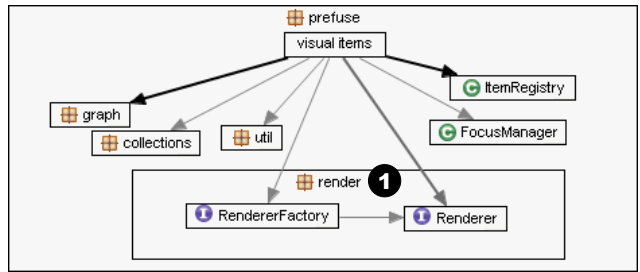 prefuse
visual items
ItemRegistry
graph
FocusManager
collections
util
render 1
RendererFactory
Renderer